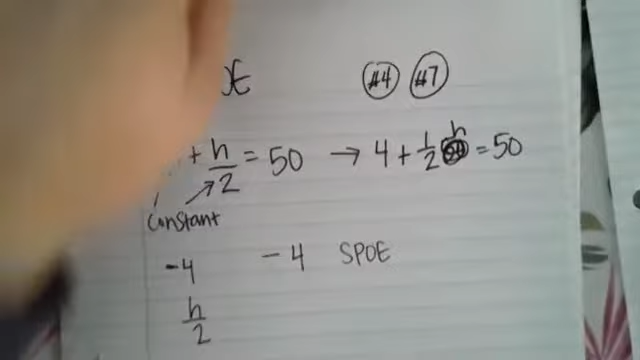 #4 #7
+ h/2 = 50 → 4 + 1/2 h = 50
Constant
-4 -4 SPOE
h/2